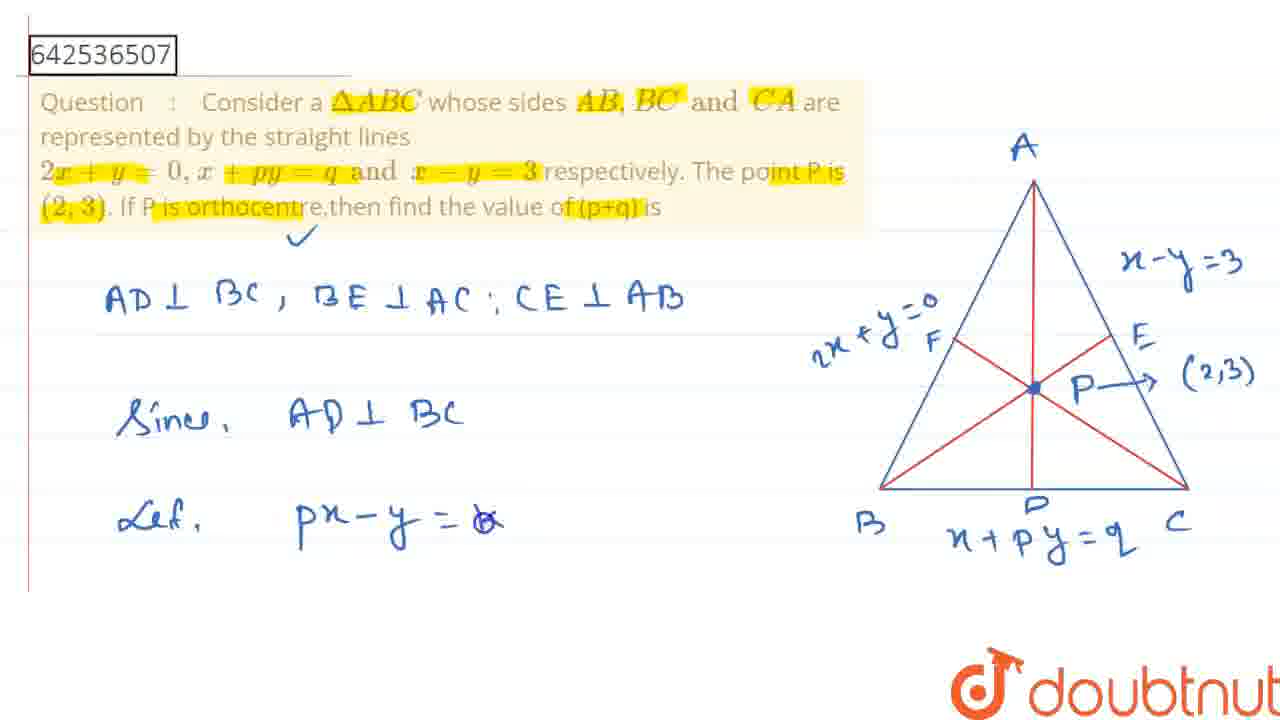 642536507
Question : Consider a ΔABC whose sides AB, BC and CA are
represented by the straight lines
2x + y = 0, x + py = q and x − y = 3 respectively. The point P is
(2, 3). If P is orthocentre,then find the value of (p+q) is
AD ⊥ BC, BE ⊥ AC; CE ⊥ AB
Since, AD ⊥ BC
Let, px − y =
A
x − y = 3
2x + y = 0
F
E
P → (2,3)
B
D
C
x + py = q
doubtnut